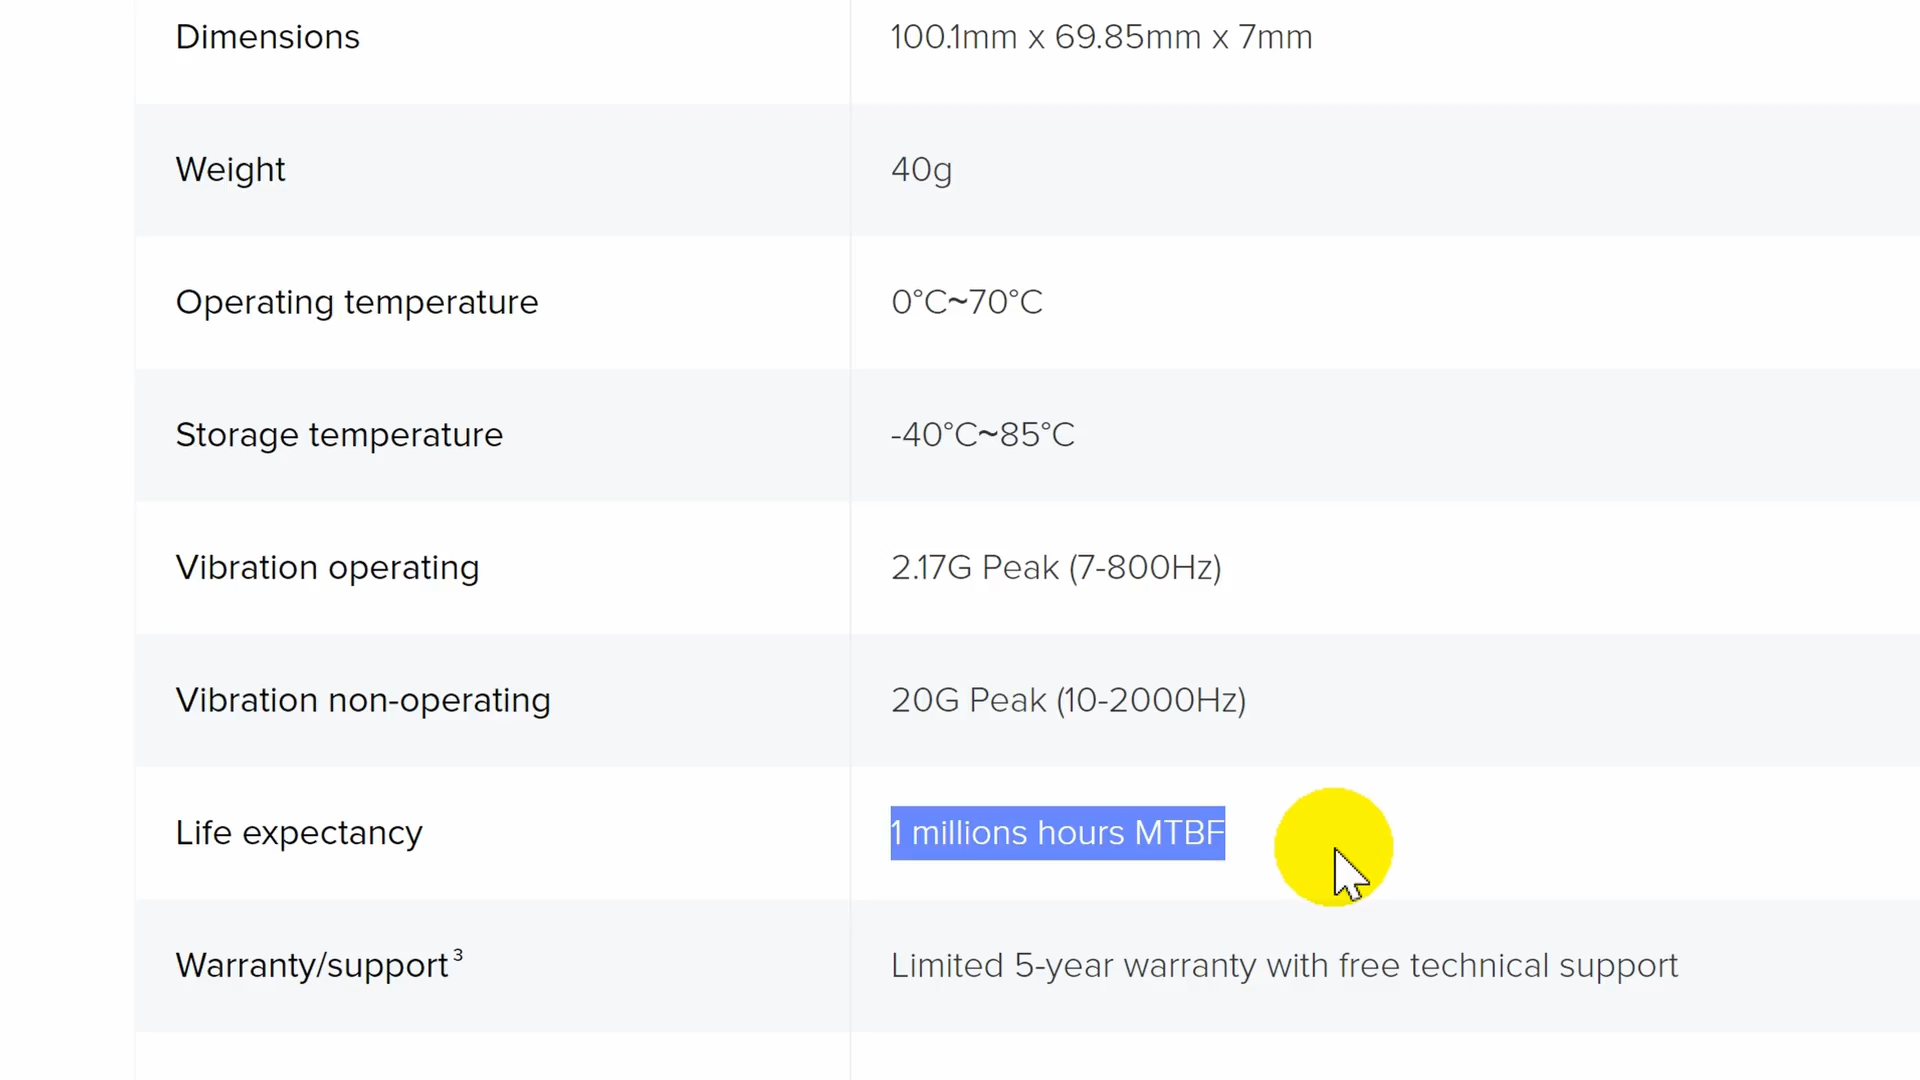 Dimensions 100.1mm x 69.85mm x 7mm
Weight 40g
Operating temperature 0°C~70°C
Storage temperature -40°C~85°C
Vibration operating 2.17G Peak (7-800Hz)
Vibration non-operating 20G Peak (10-2000Hz)
Life expectancy 1 millions hours MTBF
Warranty/support³ Limited 5-year warranty with free technical support